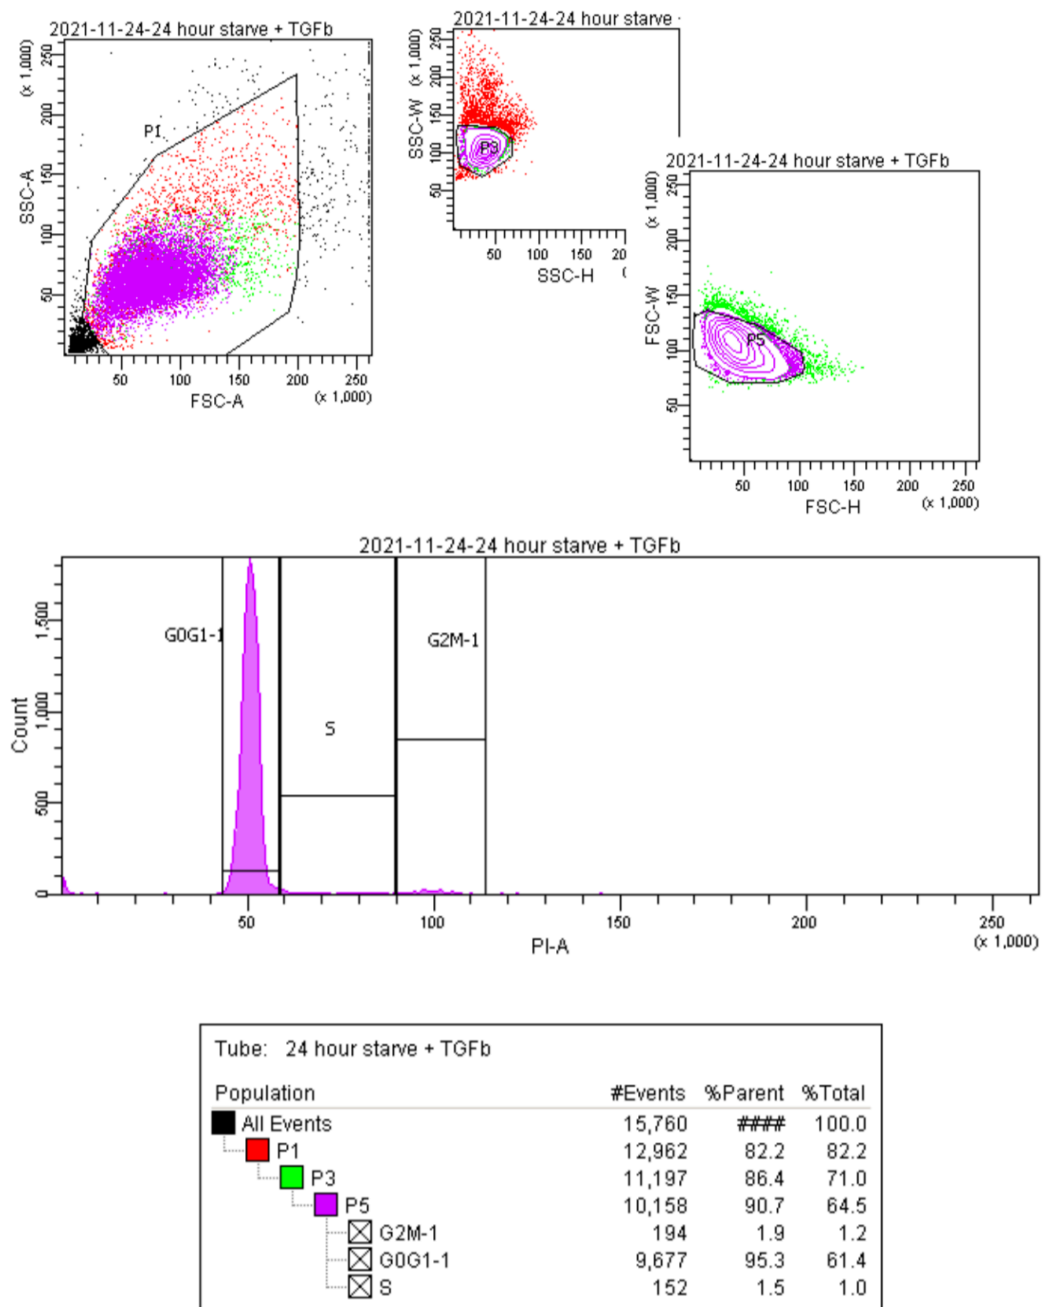 2021-11-24-24 hour starve + TGFb
SSC-A
(x 1,000)
250
200
150
100
50
P1
50 100 150 200 250
FSC-A
(x 1,000)
2021-11-24-24 hour starve
SSC-W
(x 1,000)
250
200
150
100
50
P3
50 100 150 20
SSC-H
2021-11-24-24 hour starve + TGFb
FSC-W
(x 1,000)
250
200
150
100
50
P5
50 100 150 200 250
FSC-H
(x 1,000)
2021-11-24-24 hour starve + TGFb
Count
1,500
1,000
500
0
G0G1-1
S
G2M-1
50 100 150 200 250
PI-A
(x 1,000)
Tube: 24 hour starve + TGFb
Population #Events %Parent %Total
All Events 15,760 #### 100.0
P1 12,962 82.2 82.2
P3 11,197 86.4 71.0
P5 10,158 90.7 64.5
G2M-1 194 1.9 1.2
G0G1-1 9,677 95.3 61.4
S 152 1.5 1.0